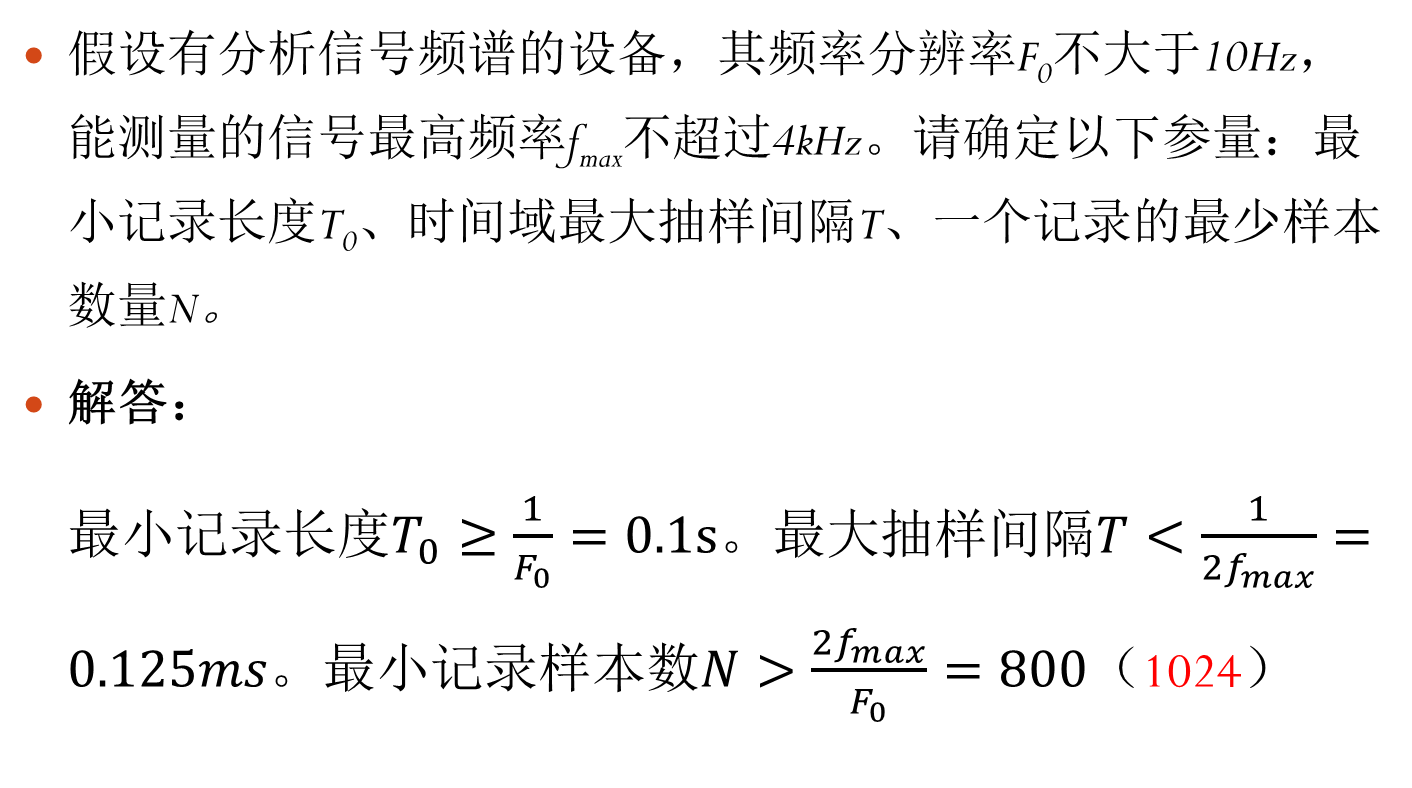 • 假设有分析信号频谱的设备，其频率分辨率F₀不大于10Hz，
能测量的信号最高频率fmax不超过4kHz。请确定以下参量：最
小记录长度T₀、时间域最大抽样间隔T、一个记录的最少样本
数量N。
• 解答：
最小记录长度T₀ ≥ 1/F₀ = 0.1s。最大抽样间隔T < 1/(2fmax) =
0.125ms。最小记录样本数N > 2fmax/F₀ = 800（1024）